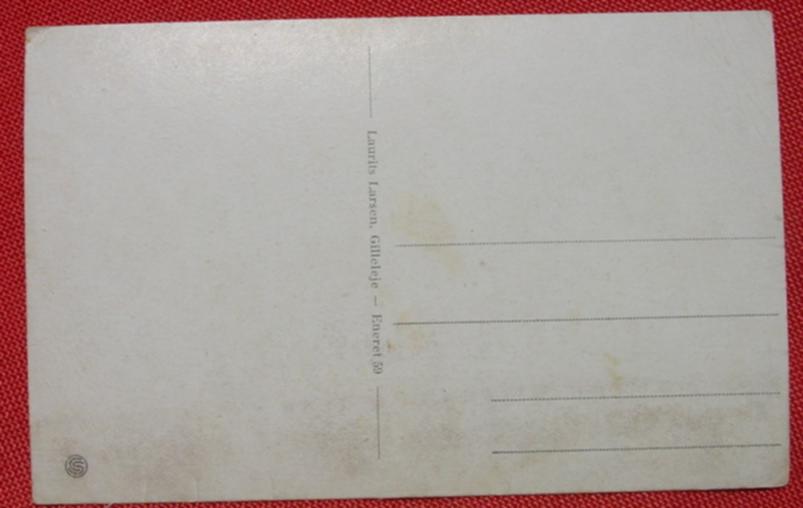 Laurits Larsen, Gilleleje — Eneret 59